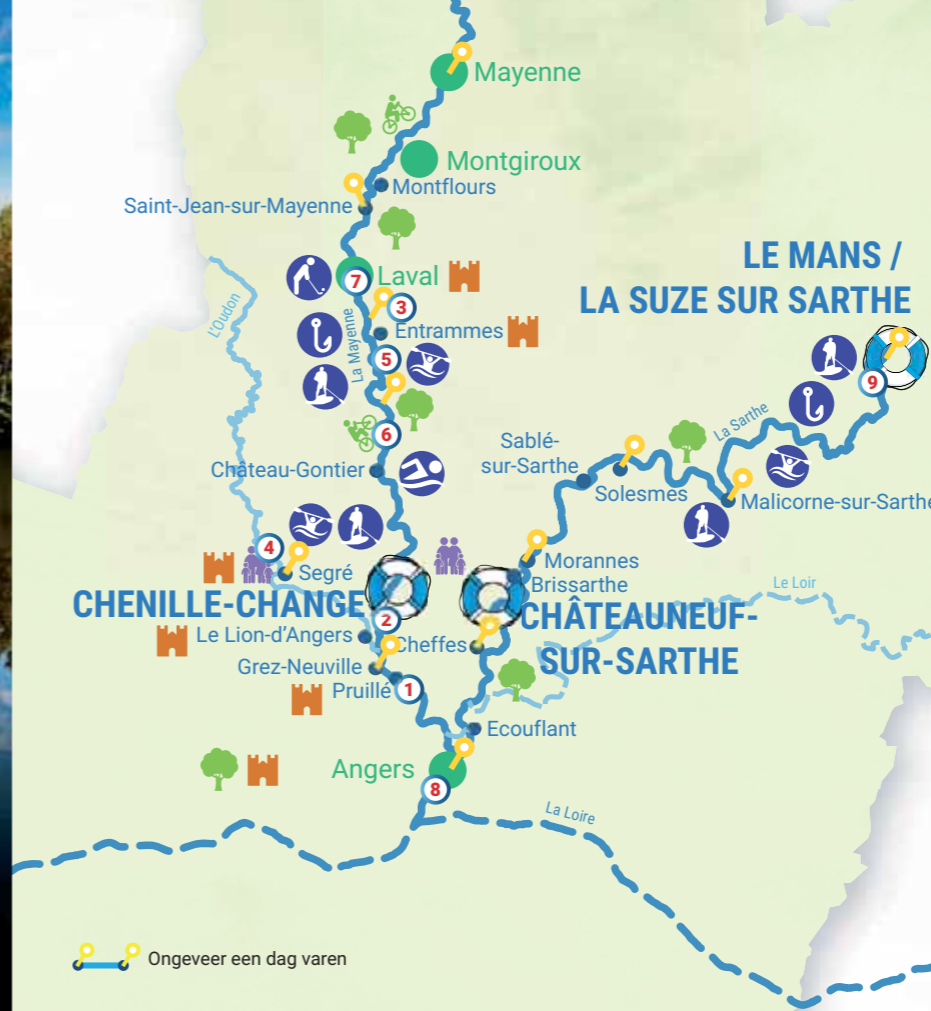 Mayenne
Montgiroux
Montflours
Saint-Jean-sur-Mayenne
LE MANS /
LA SUZE SUR SARTHE
Laval
7
3
L'Oudon
La Mayenne
Entrammes
5
9
6
La Sarthe
Sablé-
sur-Sarthe
Château-Gontier
Solesmes
Malicorne-sur-Sarthe
4
Segré
Morannes
Brissarthe
Le Loir
CHENILLE-CHANGE
2
CHÂTEAUNEUF-
SUR-SARTHE
Le Lion-d'Angers
Cheffes
Grez-Neuville
Pruillé
1
Ecouflant
Angers
8
La Loire
Ongeveer een dag varen